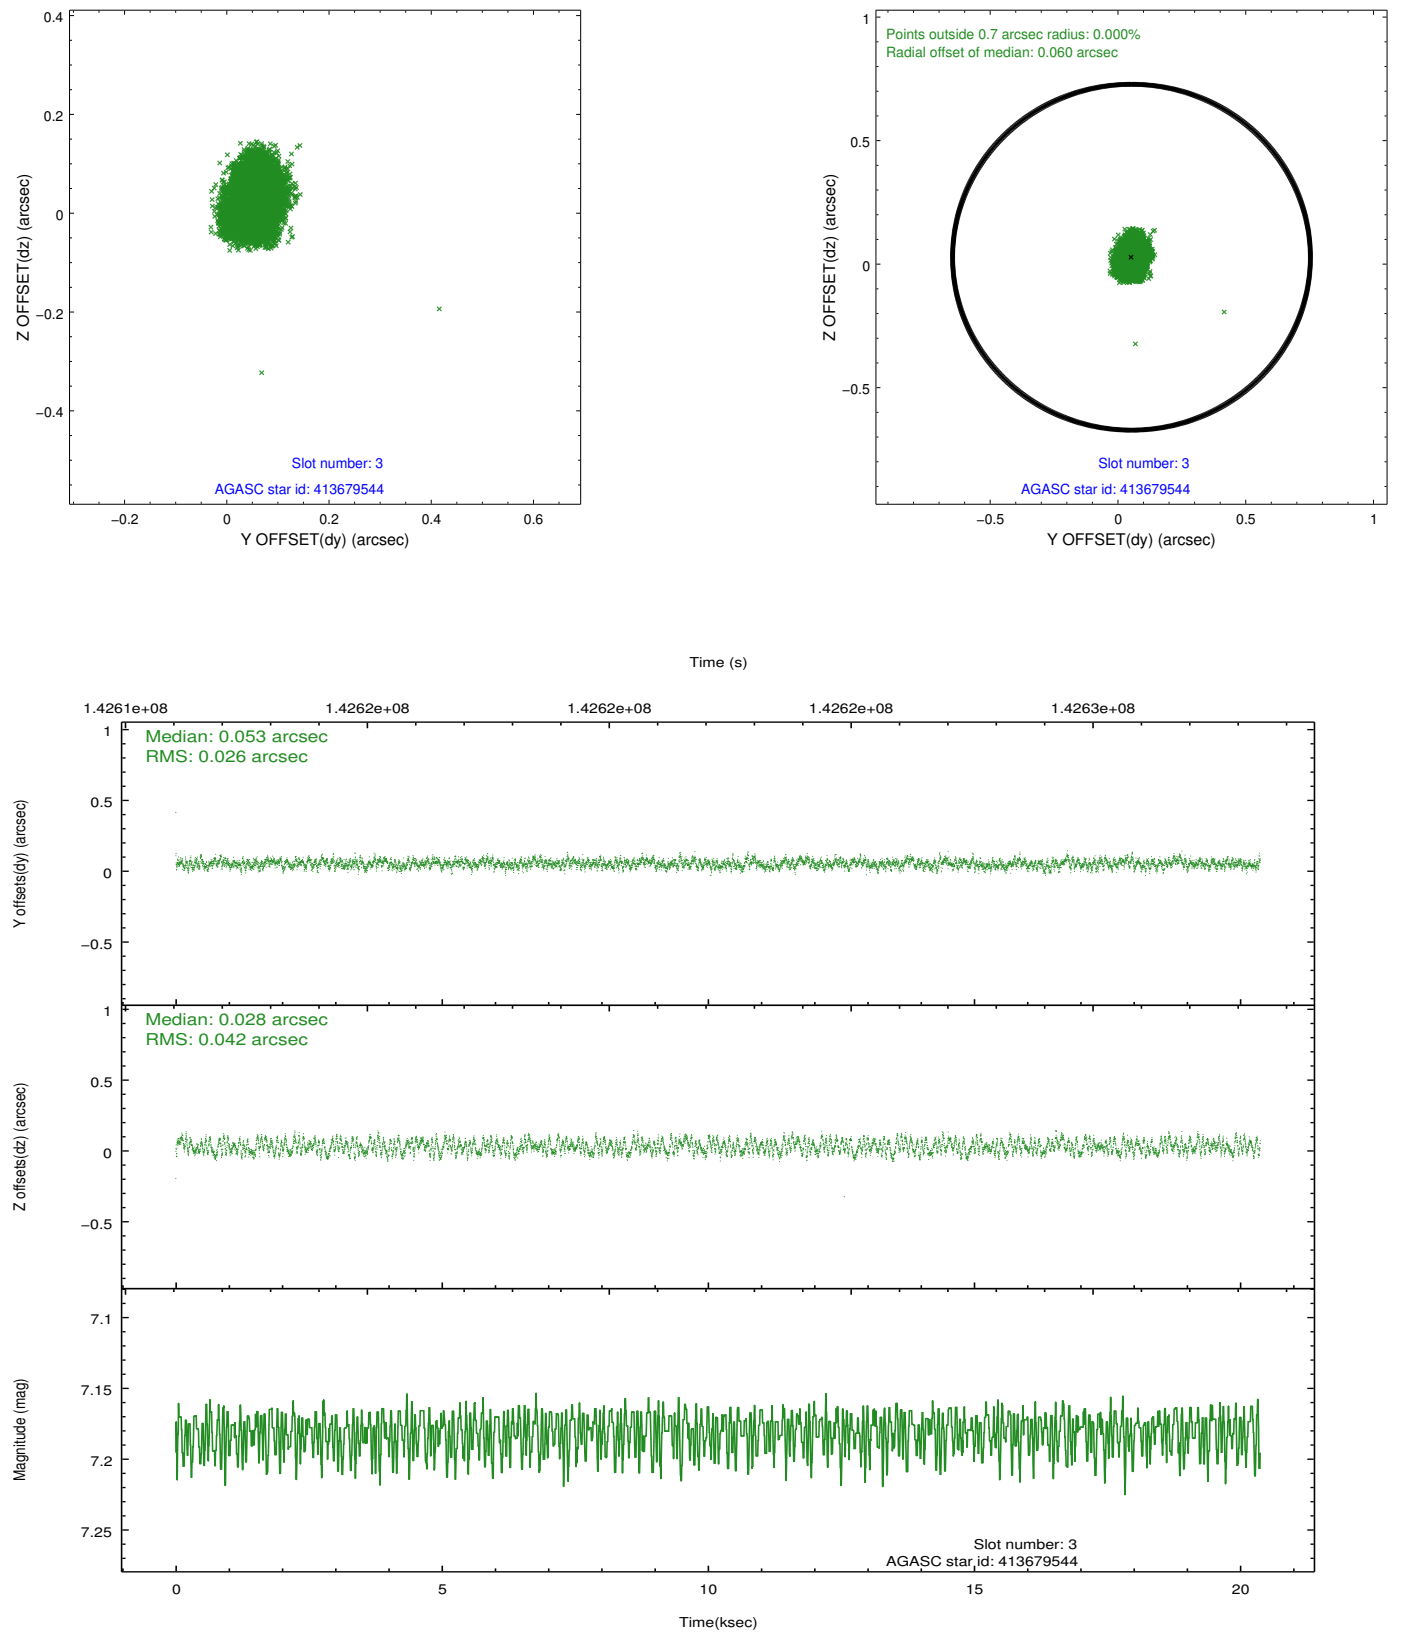 0.4
0.2
0
−0.2
−0.4
Z OFFSET(dz) (arcsec)
Slot number: 3
AGASC star id: 413679544
−0.2
0
0.2
0.4
0.6
Y OFFSET(dy) (arcsec)
1
0.5
0
−0.5
Z OFFSET(dz) (arcsec)
Points outside 0.7 arcsec radius: 0.000%
Radial offset of median: 0.060 arcsec
Slot number: 3
AGASC star id: 413679544
−0.5
0
0.5
1
Y OFFSET(dy) (arcsec)
Time (s)
1.4261e+08
1.4262e+08
1.4262e+08
1.4262e+08
1.4263e+08
1
0.5
0
−0.5
Y offsets(dy) (arcsec)
Median: 0.053 arcsec
RMS: 0.026 arcsec
1
0.5
0
−0.5
Z offsets(dz) (arcsec)
Median: 0.028 arcsec
RMS: 0.042 arcsec
7.1
7.15
7.2
7.25
Magnitude (mag)
Slot number: 3
AGASC star id: 413679544
0
5
10
15
20
Time(ksec)